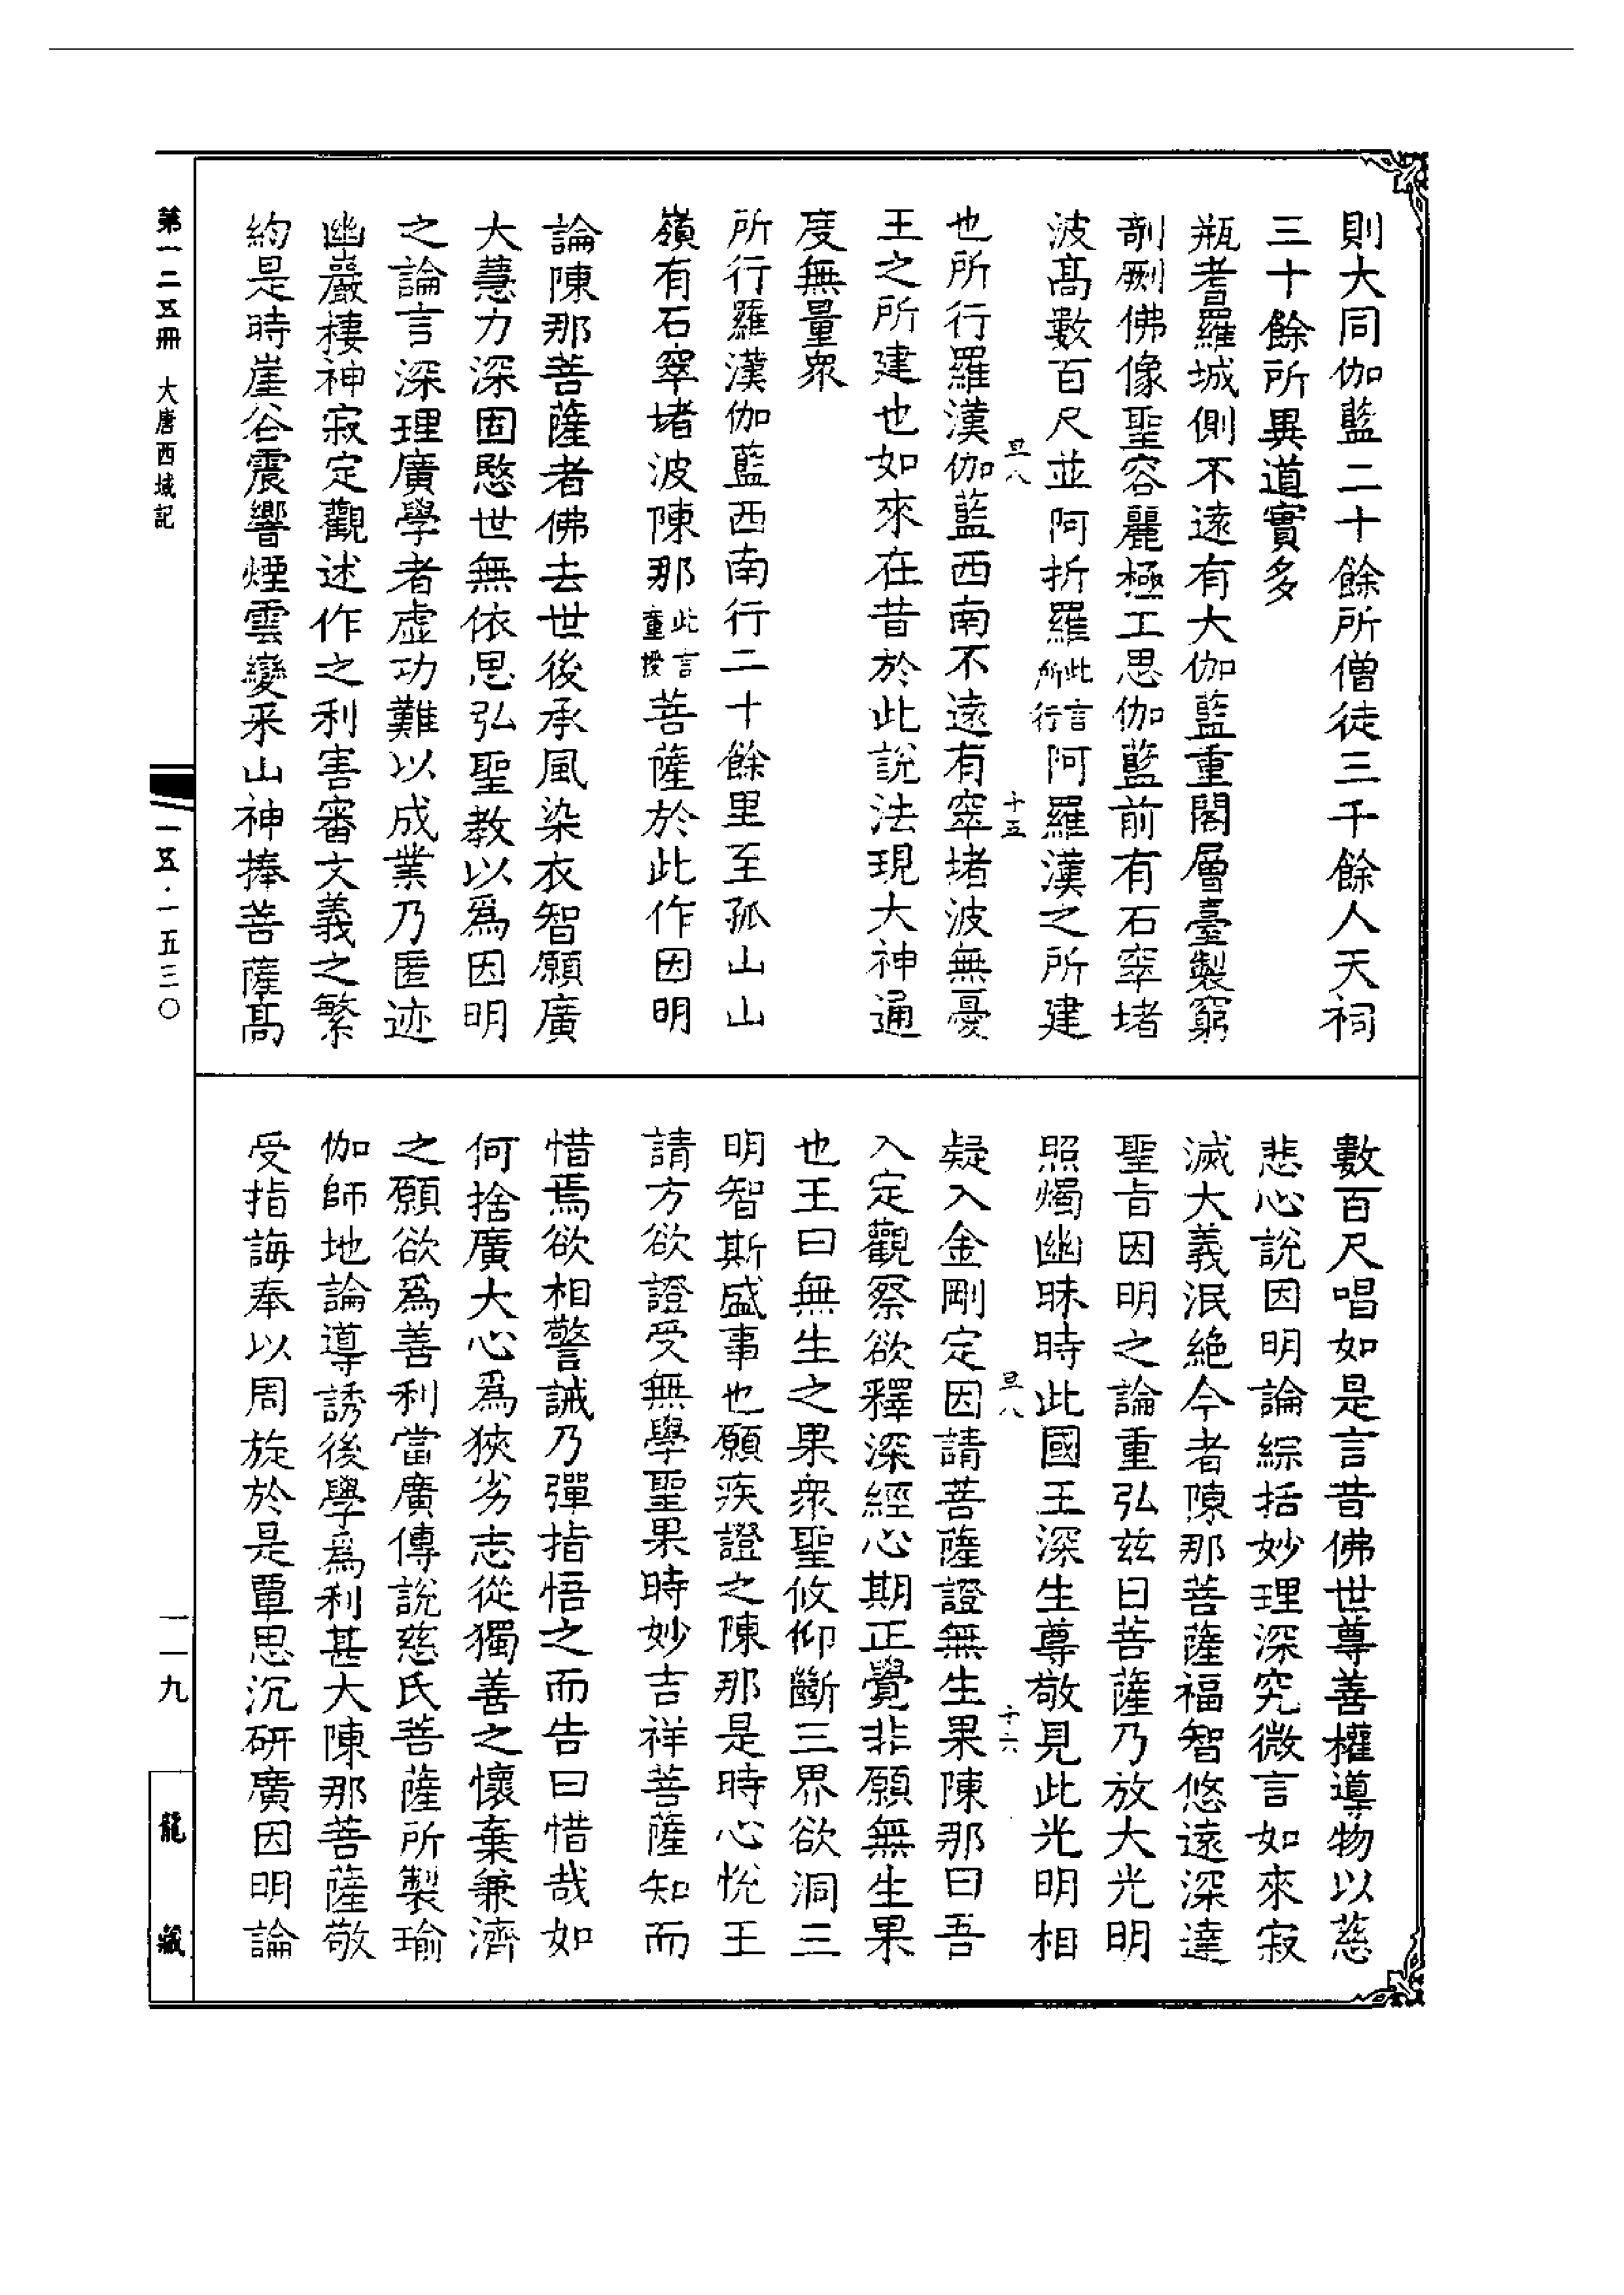 則大同伽藍二十餘所僧徒三千餘人天祠
三十餘所異道實多
瓶耆羅城側不遠有大伽藍重閣層臺製窮
剞劂佛像聖容麗極工思伽藍前有石窣堵
波高數百尺並阿折羅此言所行阿羅漢之所建
旦八
十五
也所行羅漢伽藍西南不遠有窣堵波無憂
王之所建也如來在昔於此說法現大神通
度無量眾
所行羅漢伽藍西南行二十餘里至孤山山
嶺有石窣堵波陳那此言童授菩薩於此作因明
論陳那菩薩者佛去世後承風染衣智願廣
大慧力深固愍世無依思弘聖教以為因明
之論言深理廣學者虛功難以成業乃匿迹
幽巖棲神寂定觀述作之利害審文義之繁
約是時崖谷震響煙雲變釆山神捧菩薩高
數百尺唱如是言昔佛世尊善權導物以慈
悲心說因明論綜括妙理深究微言如來寂
滅大義泯絕今者陳那菩薩福智悠遠深達
聖旨因明之論重弘茲日菩薩乃放大光明
照燭幽昧時此國王深生尊敬見此光明相
旦八
十六
疑入金剛定因請菩薩證無生果陳那曰吾
入定觀察欲釋深經心期正覺非願無生果
也王曰無生之果眾聖攸仰斷三界欲洞三
明智斯盛事也願疾證之陳那是時心悅王
請方欲證受無學聖果時妙吉祥菩薩知而
惜焉欲相警誡乃彈指悟之而告曰惜哉如
何捨廣大心為狹劣志從獨善之懷棄兼濟
之願欲為善利當廣傳說慈氏菩薩所製瑜
伽師地論導誘後學為利甚大陳那菩薩敬
受指誨奉以周旋於是覃思沉研廣因明論
第一二五冊 大唐西域記
一五·一五三〇
一一九
龍藏